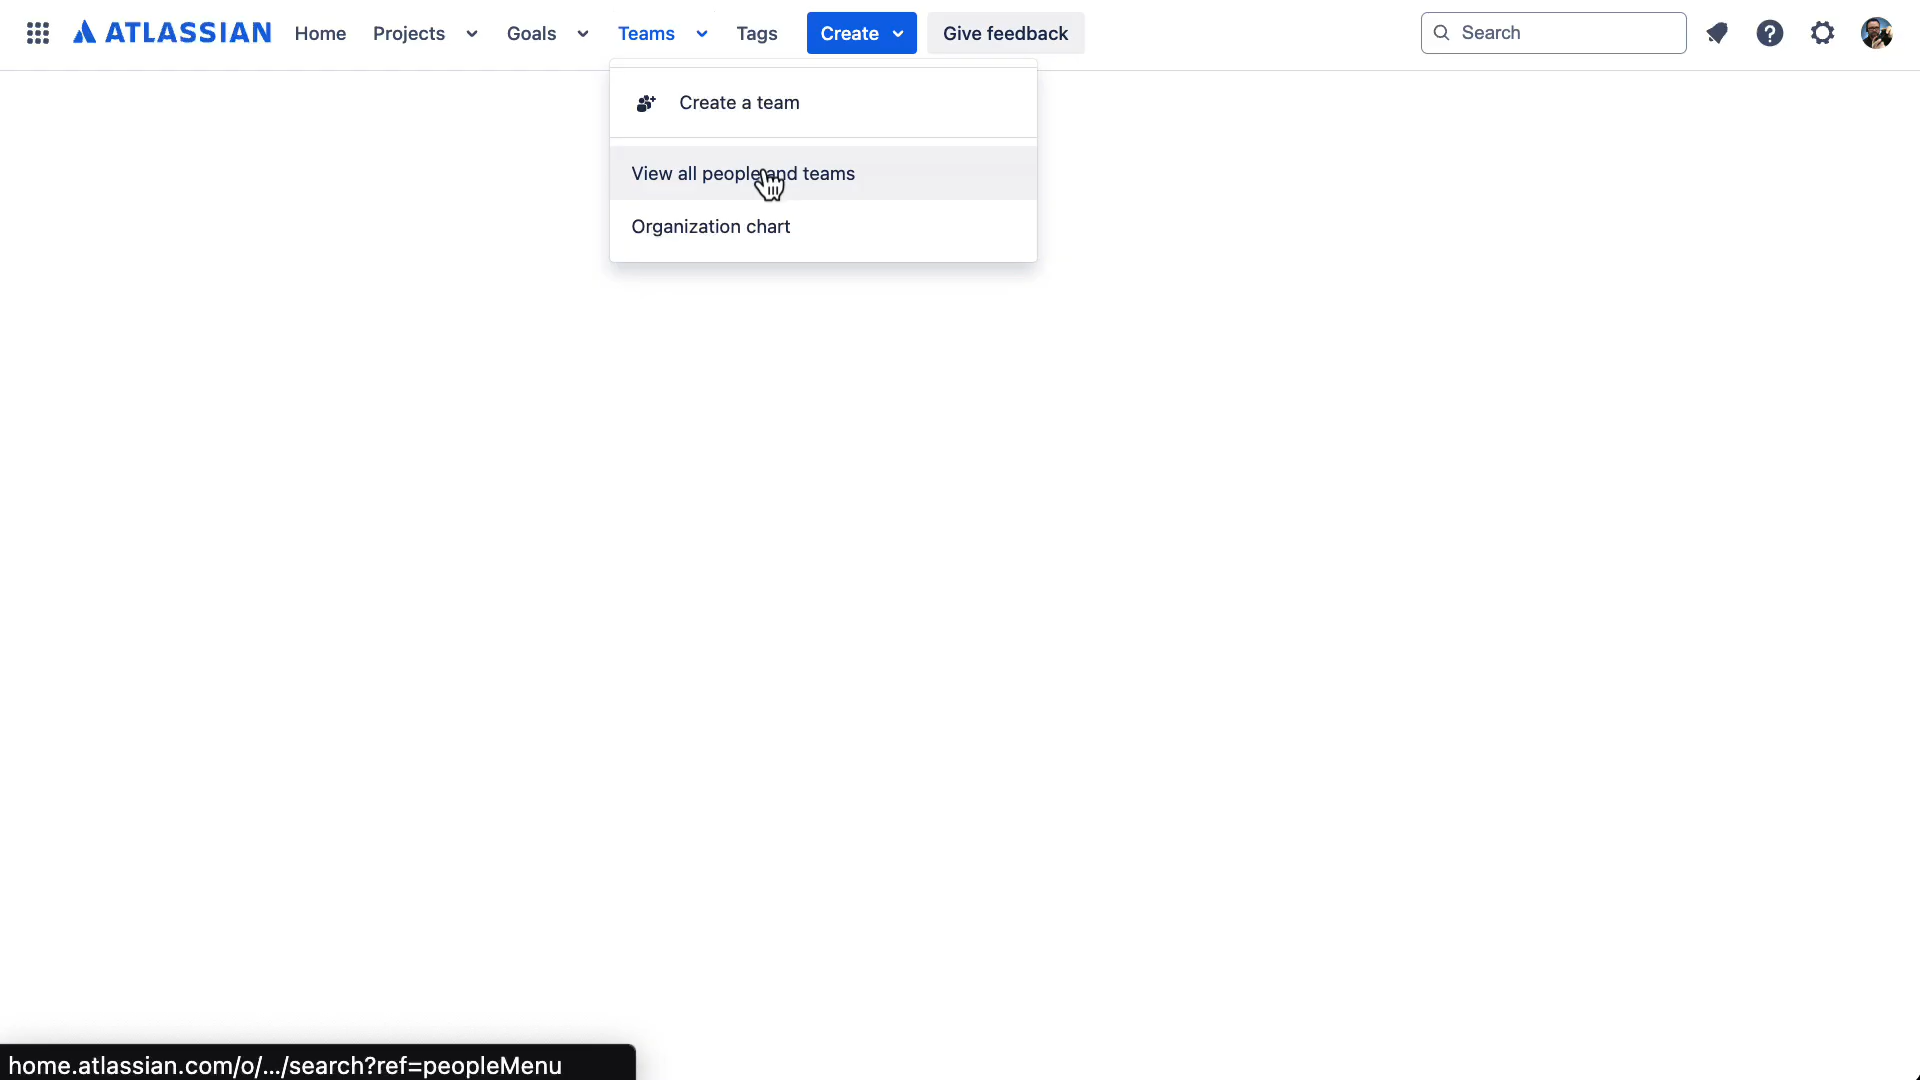 ATLASSIAN Home Projects Goals Teams Tags Create Give feedback Search
Create a team
View all people and teams
Organization chart
home.atlassian.com/o/.../search?ref=peopleMenu